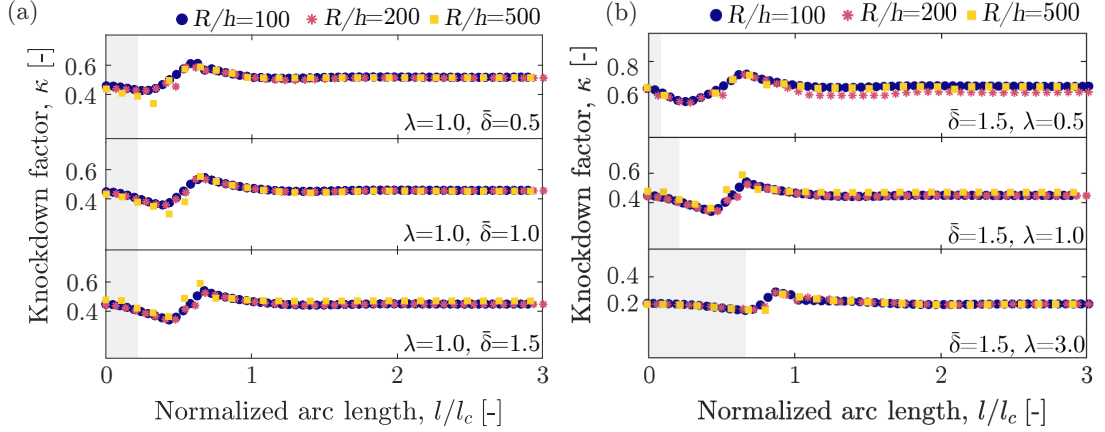 (a)
R/h=100 R/h=200 R/h=500
Knockdown factor, κ [-]
0.6
0.4
λ=1.0, δ̄=0.5
0.6
0.4
λ=1.0, δ̄=1.0
0.6
0.4
λ=1.0, δ̄=1.5
0 1 2 3
Normalized arc length, l/l_c [-]
(b)
R/h=100 R/h=200 R/h=500
Knockdown factor, κ [-]
0.8
0.6
δ̄=1.5, λ=0.5
0.6
0.4
δ̄=1.5, λ=1.0
0.4
0.2
δ̄=1.5, λ=3.0
0 1 2 3
Normalized arc length, l/l_c [-]